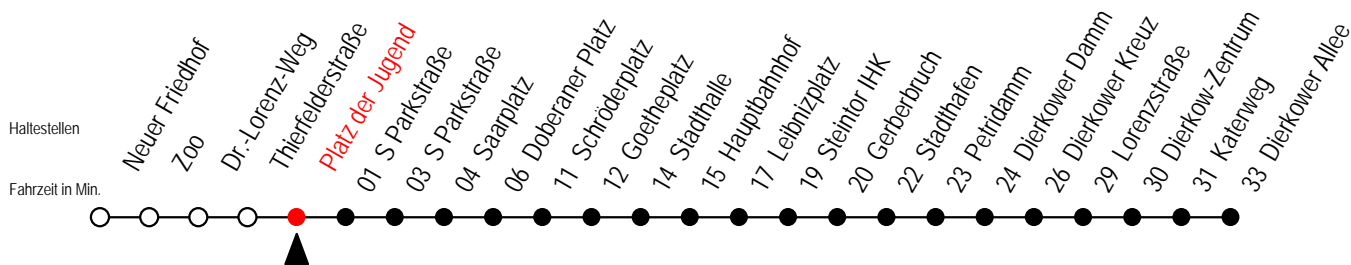 Haltestellen
Fahrzeit in Min.
Neuer Friedhof
Zoo
Dr.-Lorenz-Weg
Thierfelderstraße
Platz der Jugend
01 S Parkstraße
03 S Parkstraße
04 Saarplatz
06 Doberaner Platz
11 Schröderplatz
12 Goetheplatz
14 Stadthalle
15 Hauptbahnhof
17 Leibnizplatz
19 Steintor IHK
20 Gerberbruch
22 Stadthafen
23 Petridamm
24 Dierkower Damm
26 Dierkower Kreuz
29 Lorenzstraße
30 Dierkow-Zentrum
31 Katerweg
33 Dierkower Allee